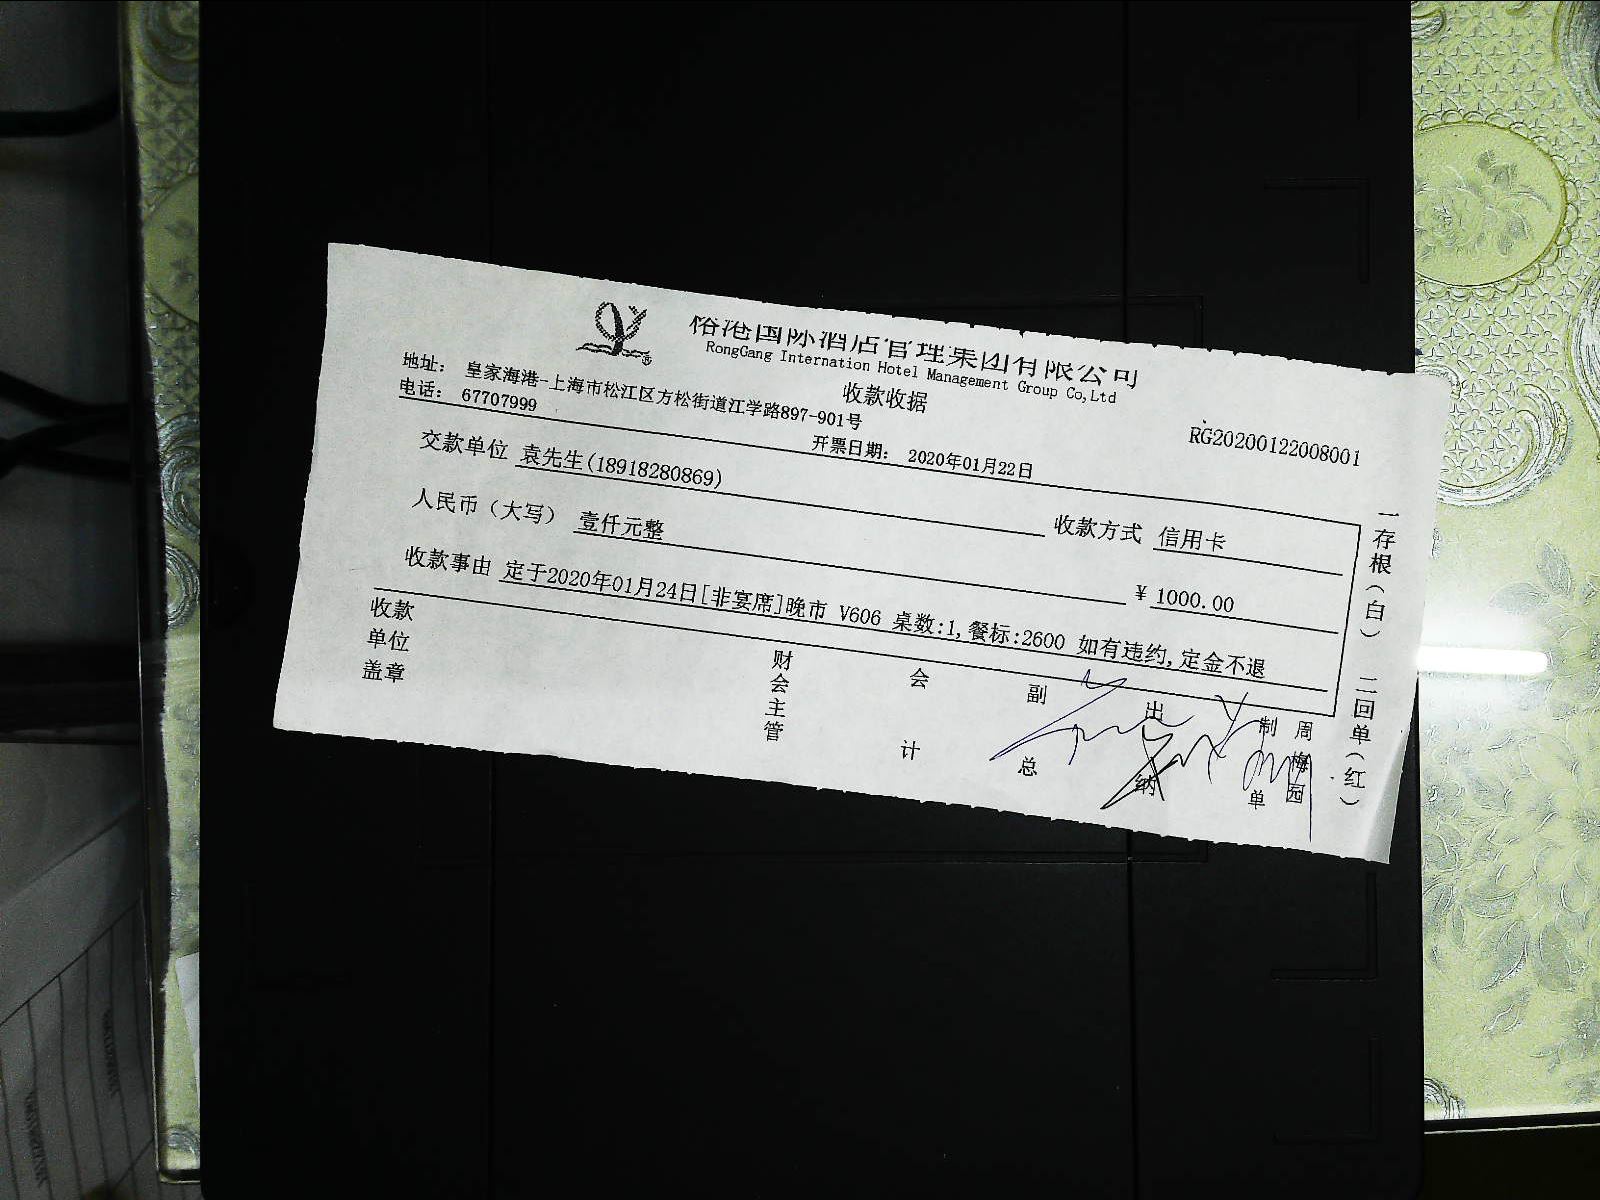 裕港国际酒店管理集团有限公司
RongGang Internation Hotel Management Group Co,Ltd
收款收据
地址： 皇家海港-上海市松江区方松街道江学路897-901号
电话： 67707999
开票日期： 2020年01月22日
RG20200122008001
交款单位 袁先生(18918280869)
收款方式 信用卡
人民币（大写） 壹仟元整
￥1000.00
收款事由 定于2020年01月24日[非宴席]晚市 V606 桌数:1,餐标:2600 如有违约,定金不退
收款
单位
盖章
财会主管
会计
副总
出纳
制单
周梅园
一存根（白） 二回单（红）